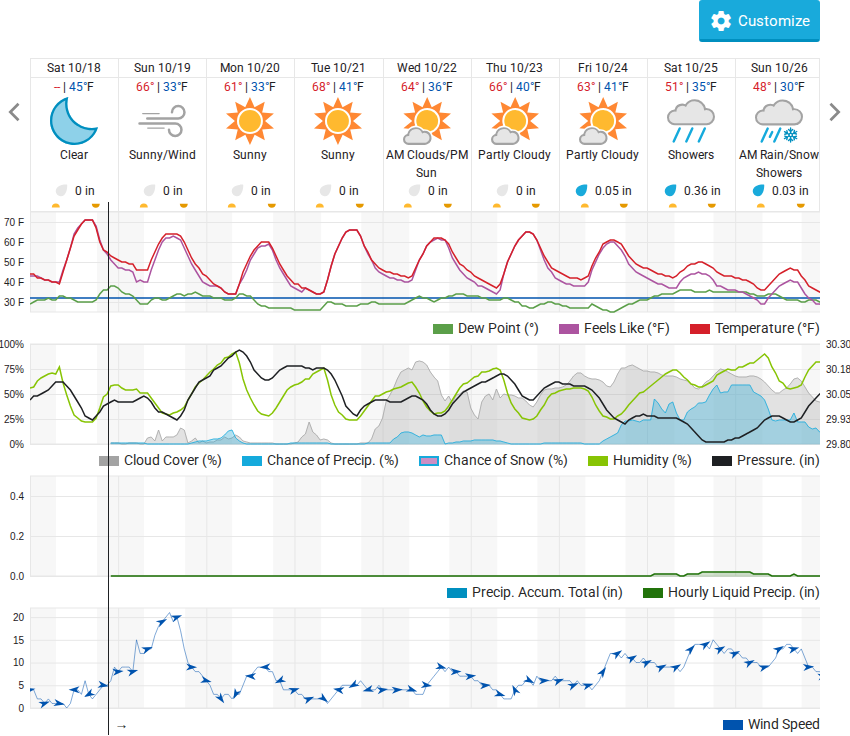 Customize
Sat 10/18 Sun 10/19 Mon 10/20 Tue 10/21 Wed 10/22 Thu 10/23 Fri 10/24 Sat 10/25 Sun 10/26
-- | 45°F 66° | 33°F 61° | 33°F 68° | 41°F 64° | 36°F 66° | 40°F 63° | 41°F 51° | 35°F 48° | 30°F
Clear Sunny/Wind Sunny Sunny AM Clouds/PM Sun Partly Cloudy Partly Cloudy Showers AM Rain/Snow Showers
0 in 0 in 0 in 0 in 0 in 0 in 0.05 in 0.36 in 0.03 in
70 F
60 F
50 F
40 F
30 F
Dew Point (°) Feels Like (°F) Temperature (°F)
100% 30.30
75% 30.18
50% 30.05
25% 29.93
0% 29.80
Cloud Cover (%) Chance of Precip. (%) Chance of Snow (%) Humidity (%) Pressure. (in)
0.4
0.2
0.0
Precip. Accum. Total (in) Hourly Liquid Precip. (in)
20
15
10
5
0
→
Wind Speed